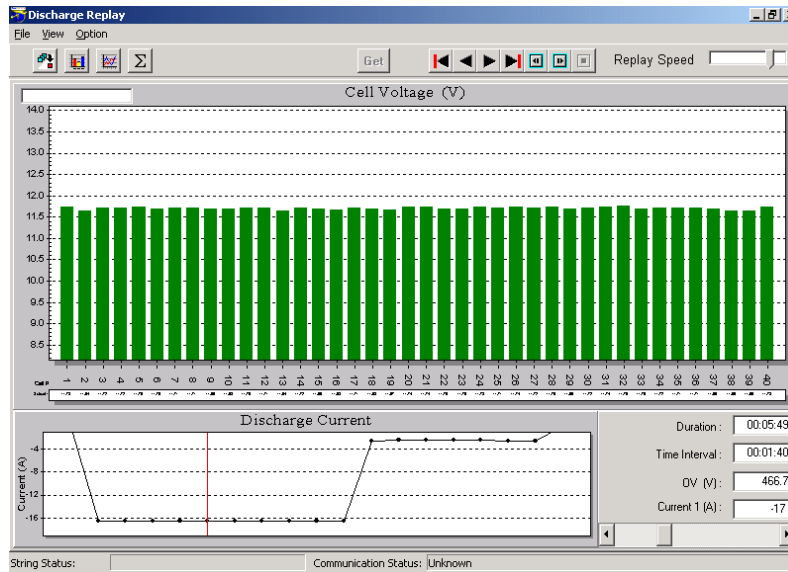 Discharge Replay
File View Option
Get
Replay Speed
Cell Voltage (V)
14.0
13.5
13.0
12.5
12.0
11.5
11.0
10.5
10.0
9.5
9.0
8.5
Cell #
1 2 3 4 5 6 7 8 9 10 11 12 13 14 15 16 17 18 19 20 21 22 23 24 25 26 27 28 29 30 31 32 33 34 35 36 37 38 39 40
Discharge Current
Current (A)
-4
-8
-12
-16
Duration : 00:05:49
Time Interval : 00:01:40
OV (V) : 466.7
Current 1 (A) : -17
String Status:
Communication Status: Unknown